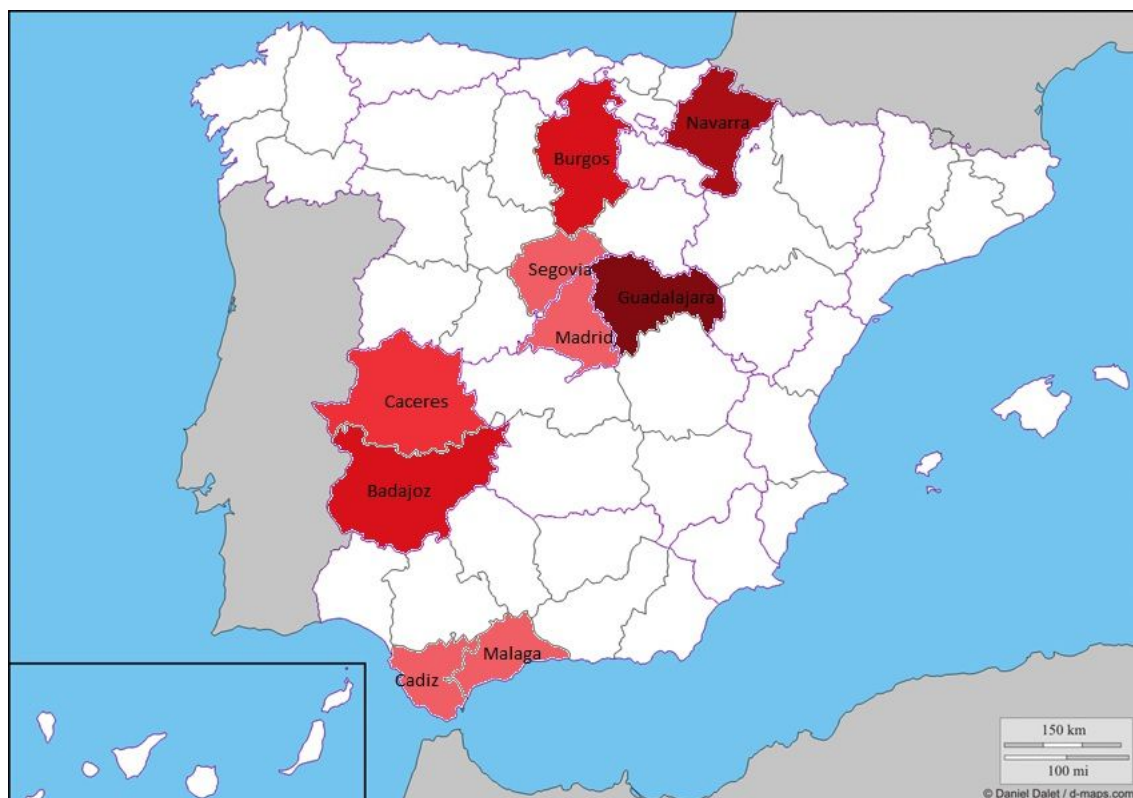 Navarra
Burgos
Segovia
Guadalajara
Madrid
Caceres
Badajoz
Malaga
Cadiz
150 km
100 mi
© Daniel Dalet / d-maps.com